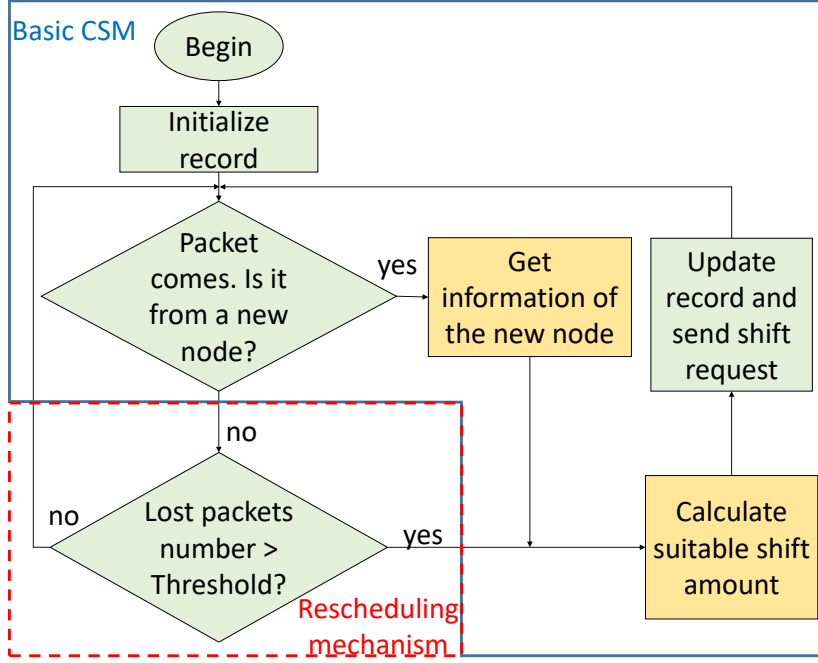 Basic CSM
Begin
Initialize
record
Packet
comes. Is it
from a new
node?
yes
Get
information of
the new node
Update
record and
send shift
request
no
Lost packets
number >
Threshold?
no
yes
Calculate
suitable shift
amount
Rescheduling
mechanism